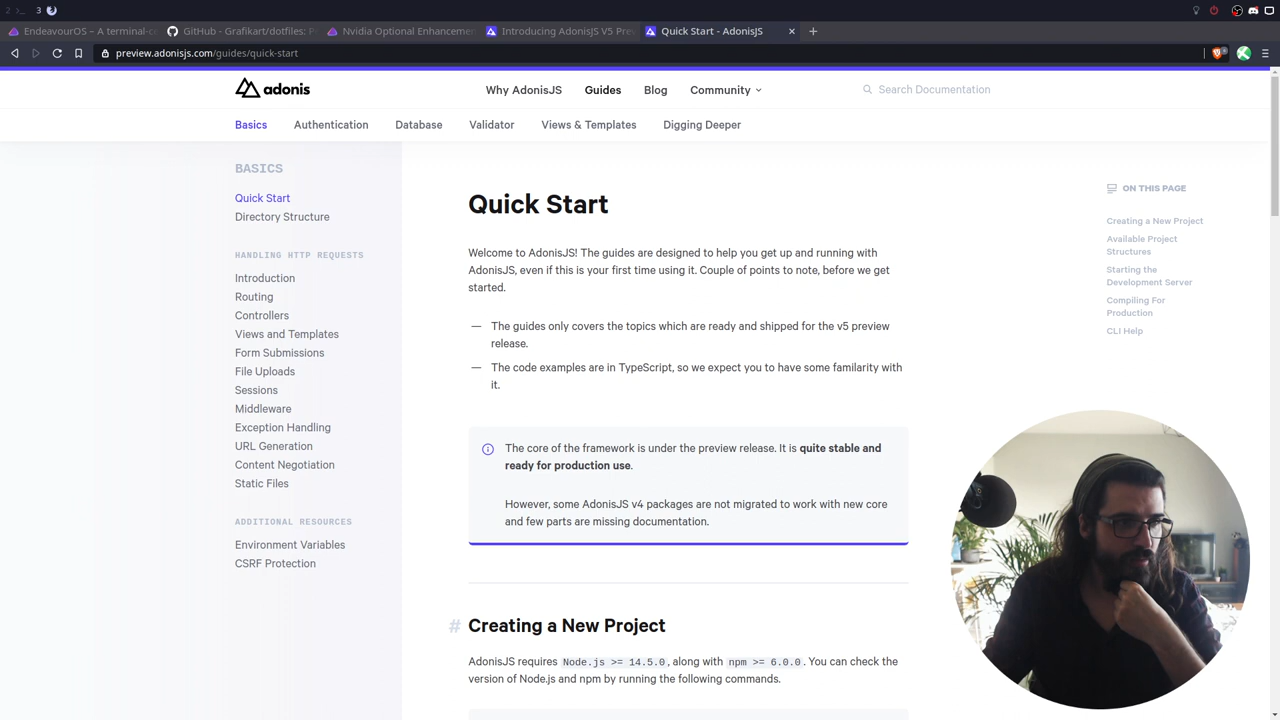 2 >_ 3
EndeavourOS – A terminal-c
GitHub - Grafikart/dotfiles: P
Nvidia Optional Enhancemen
Introducing AdonisJS V5 Prev
Quick Start - AdonisJS
preview.adonisjs.com/guides/quick-start
adonis
Why AdonisJS Guides Blog Community
Search Documentation
Basics Authentication Database Validator Views & Templates Digging Deeper
BASICS
Quick Start
Directory Structure
HANDLING HTTP REQUESTS
Introduction
Routing
Controllers
Views and Templates
Form Submissions
File Uploads
Sessions
Middleware
Exception Handling
URL Generation
Content Negotiation
Static Files
ADDITIONAL RESOURCES
Environment Variables
CSRF Protection
Quick Start
Welcome to AdonisJS! The guides are designed to help you get up and running with
AdonisJS, even if this is your first time using it. Couple of points to note, before we get
started.
— The guides only covers the topics which are ready and shipped for the v5 preview
release.
— The code examples are in TypeScript, so we expect you to have some familarity with
it.
The core of the framework is under the preview release. It is quite stable and
ready for production use.
However, some AdonisJS v4 packages are not migrated to work with new core
and few parts are missing documentation.
# Creating a New Project
AdonisJS requires Node.js >= 14.5.0, along with npm >= 6.0.0. You can check the
version of Node.js and npm by running the following commands.
ON THIS PAGE
Creating a New Project
Available Project
Structures
Starting the
Development Server
Compiling For
Production
CLI Help